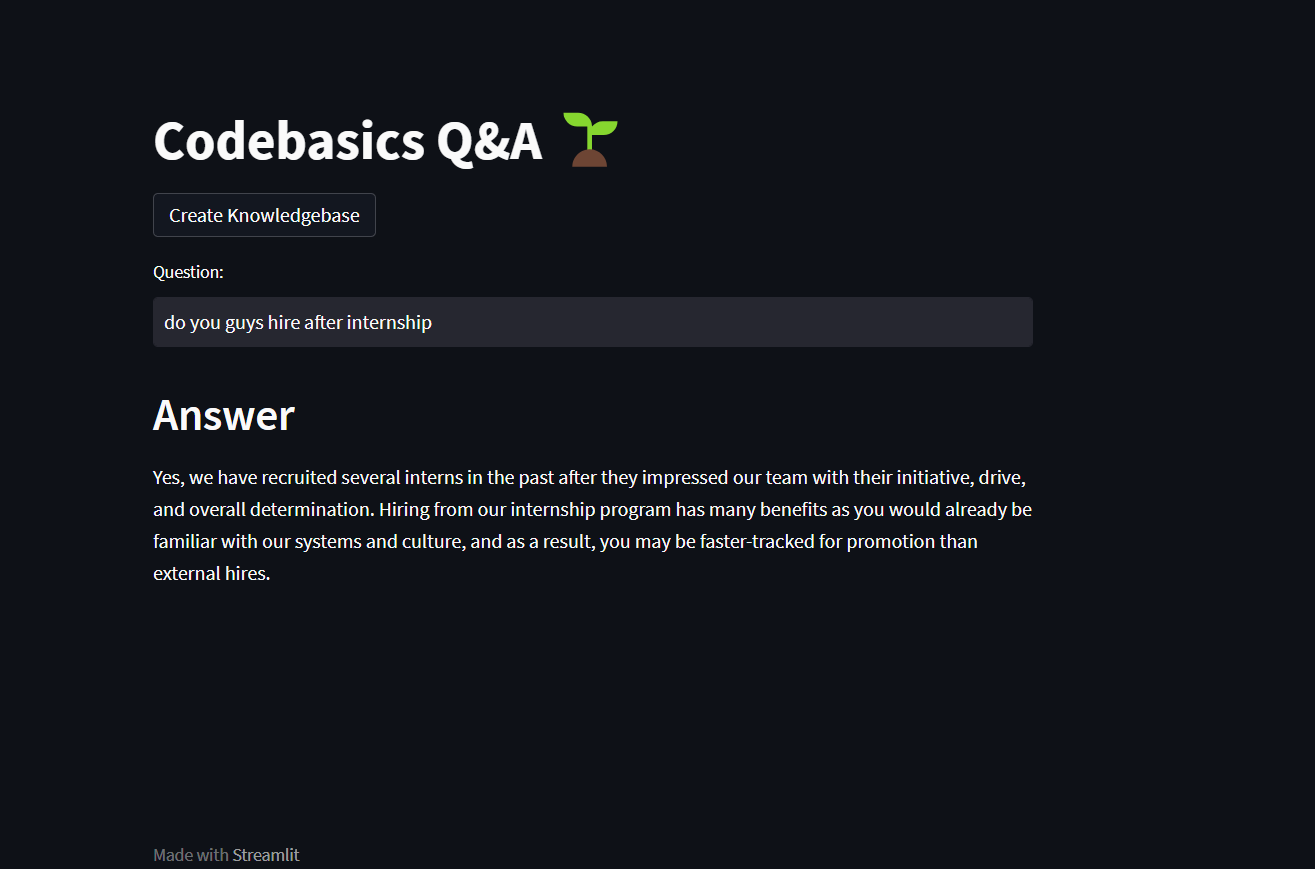 Codebasics Q&A
Create Knowledgebase
Question:
do you guys hire after internship
Answer
Yes, we have recruited several interns in the past after they impressed our team with their initiative, drive,
and overall determination. Hiring from our internship program has many benefits as you would already be
familiar with our systems and culture, and as a result, you may be faster-tracked for promotion than
external hires.
Made with Streamlit